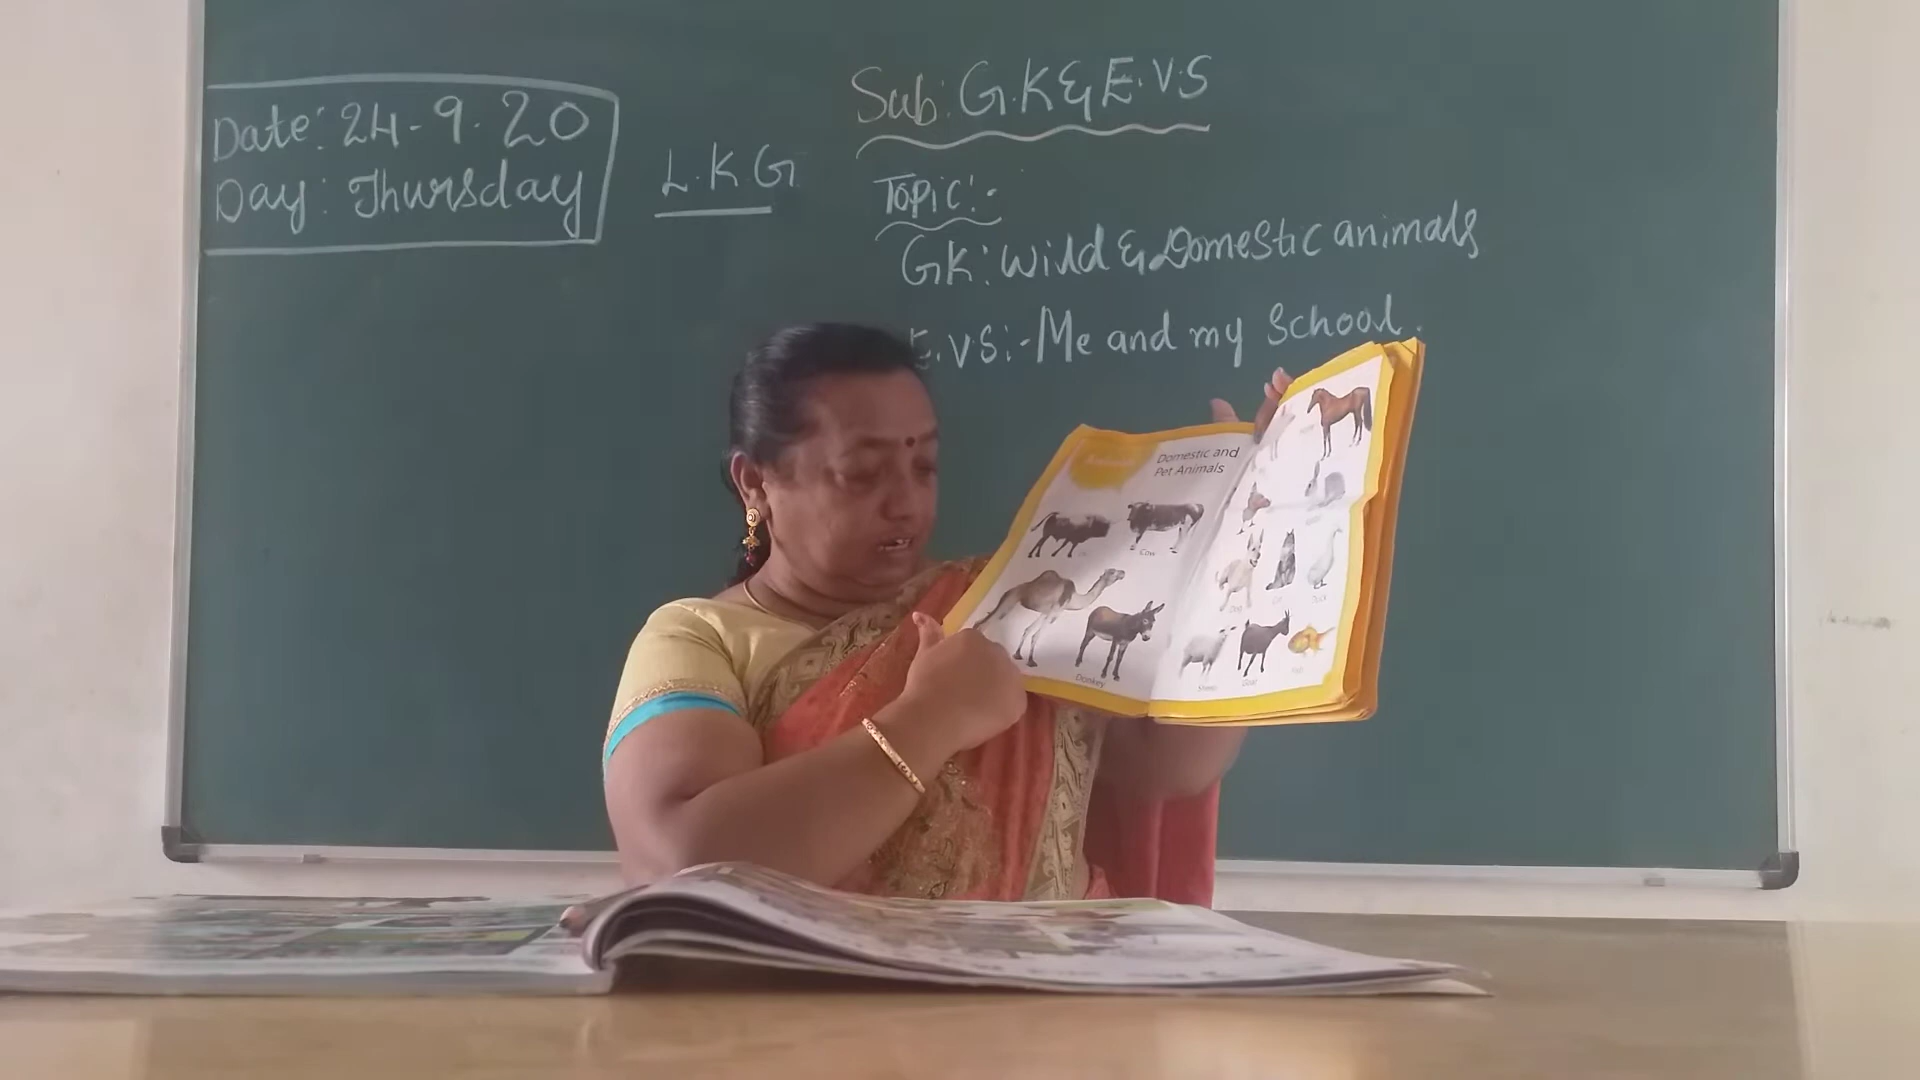 Date: 24-9-20
Day: Thursday
L.K.G
Sub: G.K & E.V.S
Topic:-
GK: Wild & Domestic animals
E.V.S:- Me and my School.
Domestic and
Pet Animals
Cow
Donkey
Dog
Cat
Duck
Sheep
Goat
Fish